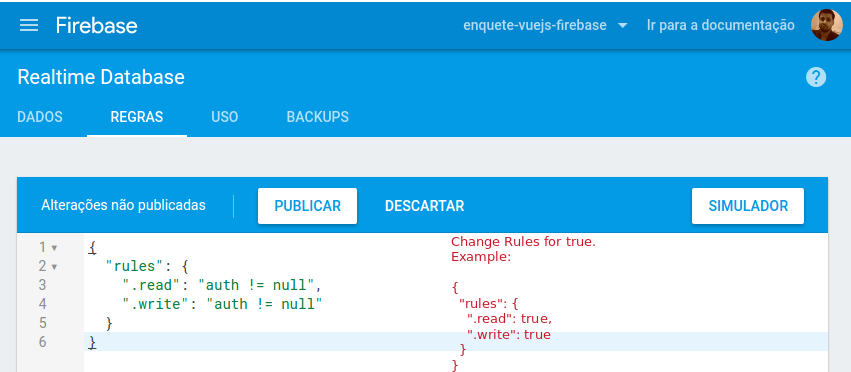 Firebase
enquete-vuejs-firebase
Ir para a documentação
Realtime Database
?
DADOS
REGRAS
USO
BACKUPS
Alterações não publicadas
PUBLICAR
DESCARTAR
SIMULADOR
1 {
2 "rules": {
3 ".read": "auth != null",
4 ".write": "auth != null"
5 }
6 }
Change Rules for true.
Example:
{
"rules": {
".read": true,
".write": true
}
}